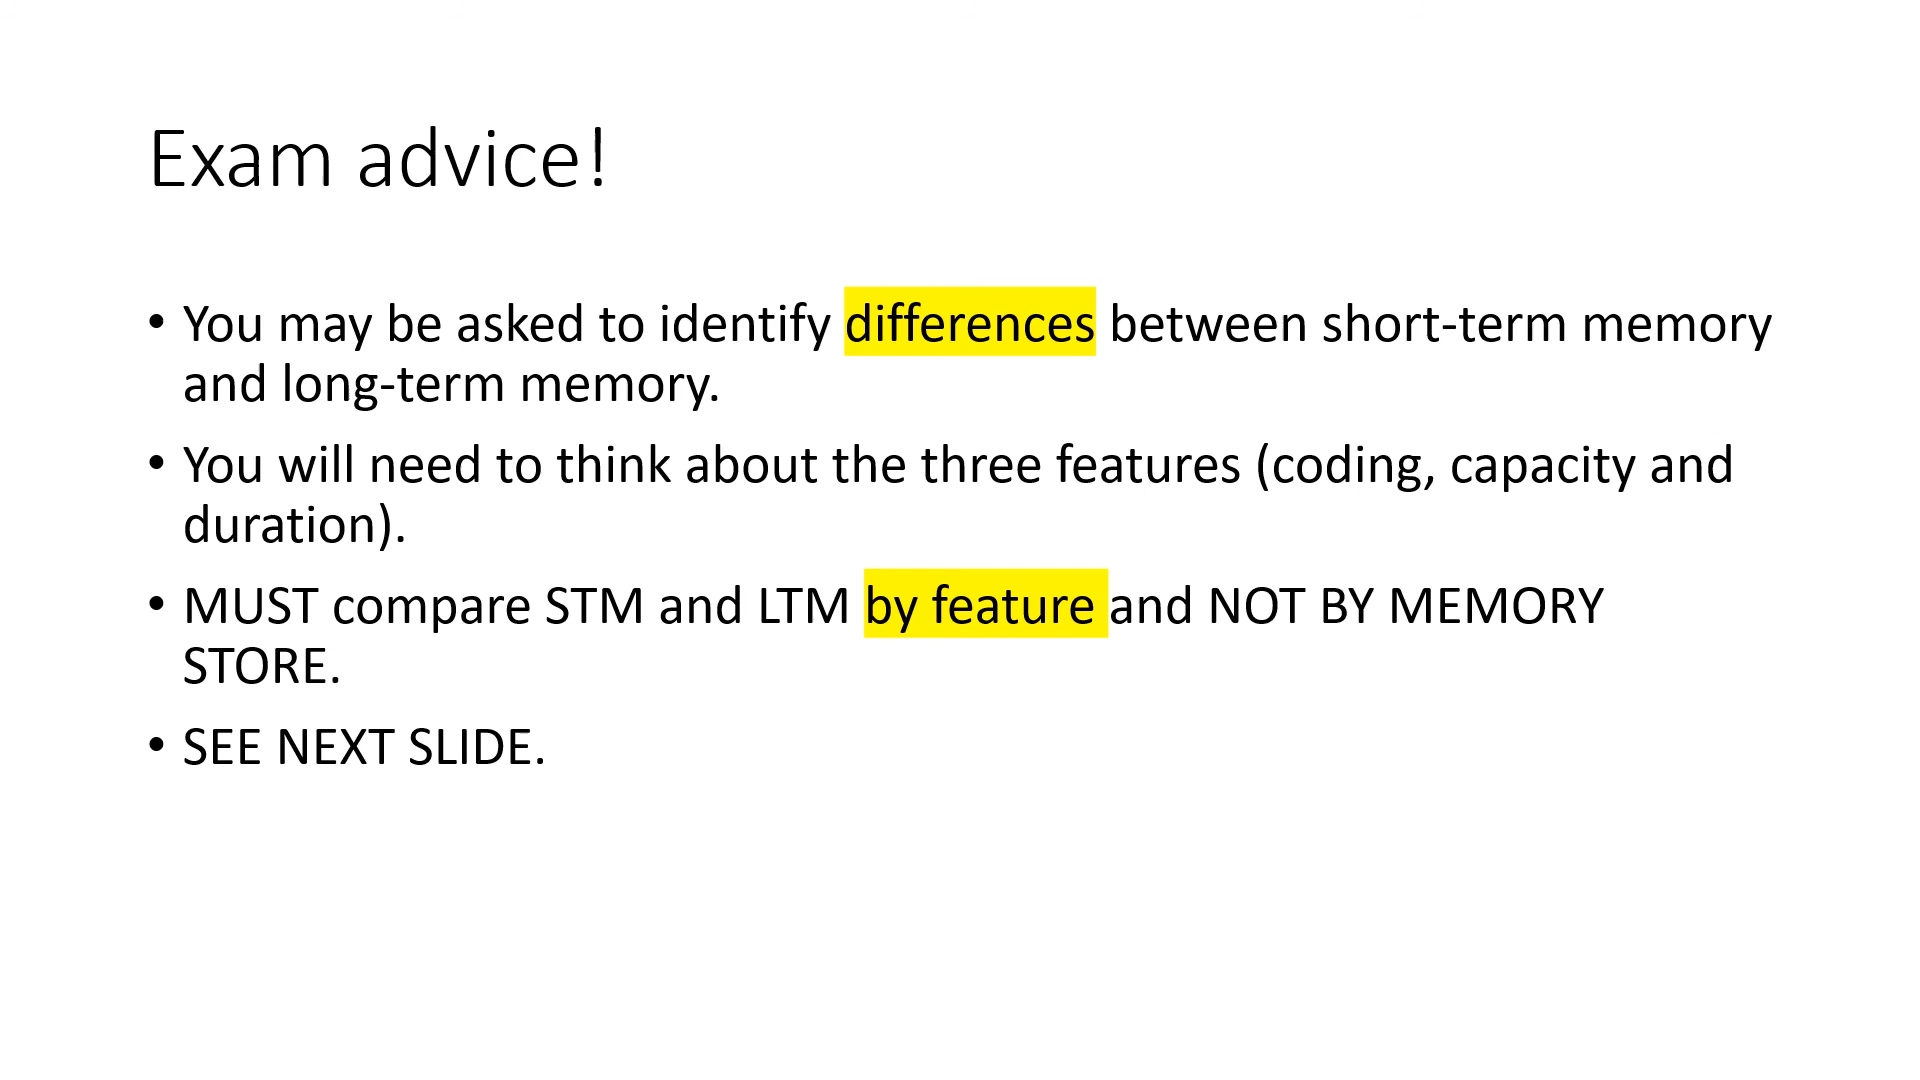 Exam advice!
• You may be asked to identify differences between short-term memory
and long-term memory.
• You will need to think about the three features (coding, capacity and
duration).
• MUST compare STM and LTM by feature and NOT BY MEMORY
STORE.
• SEE NEXT SLIDE.